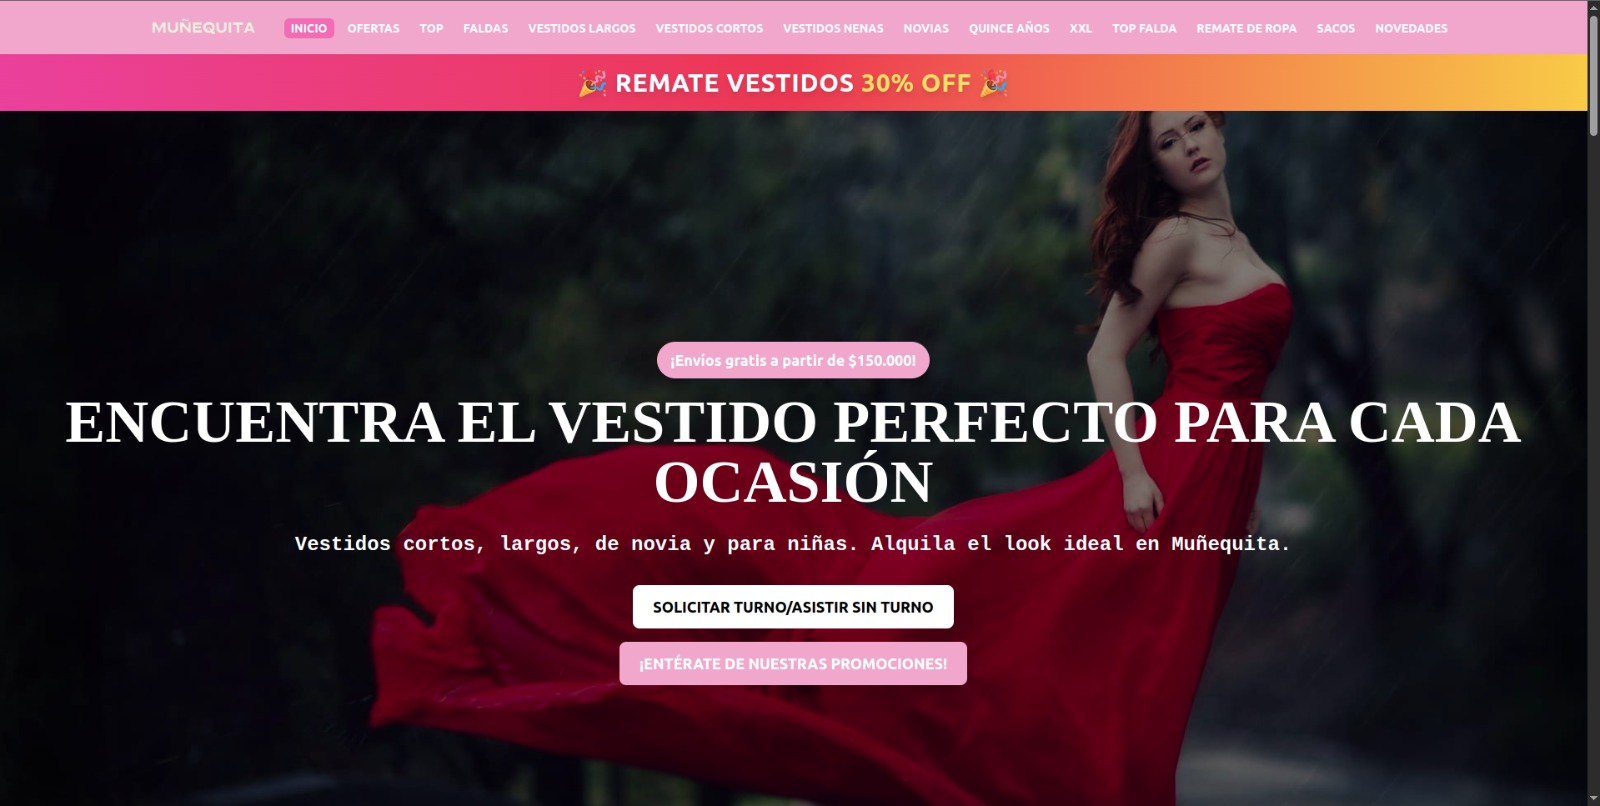 MUÑEQUITA INICIO OFERTAS TOP FALDAS VESTIDOS LARGOS VESTIDOS CORTOS VESTIDOS NENAS NOVIAS QUINCE AÑOS XXL TOP FALDA REMATE DE ROPA SACOS NOVEDADES
🎉 REMATE VESTIDOS 30% OFF 🎉
¡Envíos gratis a partir de $150.000!
ENCUENTRA EL VESTIDO PERFECTO PARA CADA
OCASIÓN
Vestidos cortos, largos, de novia y para niñas. Alquila el look ideal en Muñequita.
SOLICITAR TURNO/ASISTIR SIN TURNO
¡ENTÉRATE DE NUESTRAS PROMOCIONES!